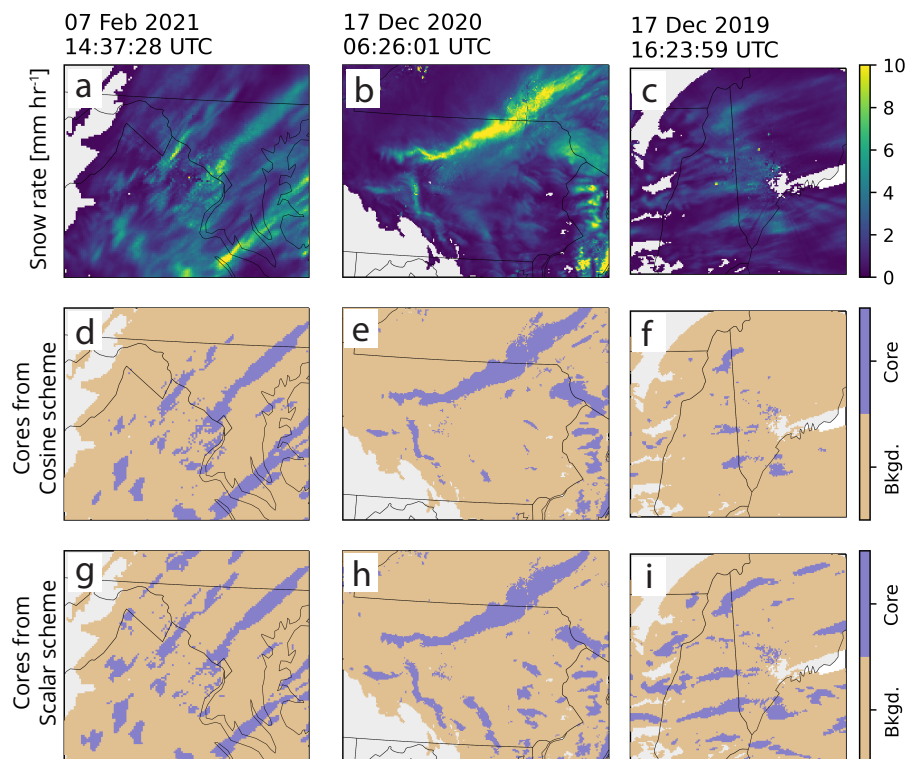 07 Feb 2021
14:37:28 UTC
17 Dec 2020
06:26:01 UTC
17 Dec 2019
16:23:59 UTC
Snow rate [mm hr⁻¹]
a
b
c
10
8
6
4
2
0
Cores from
Cosine scheme
d
e
f
Core
Bkgd.
Cores from
Scalar scheme
g
h
i
Core
Bkgd.